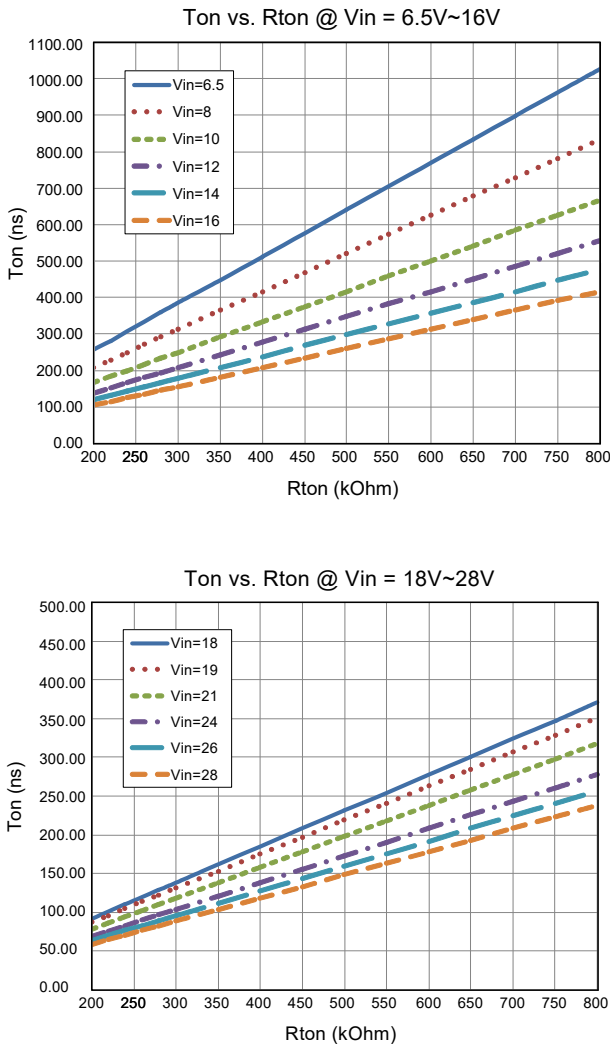 Ton vs. Rton @ Vin = 6.5V~16V
1100.00
1000.00
900.00
800.00
700.00
600.00
500.00
400.00
300.00
200.00
100.00
0.00
Ton (ns)
Vin=6.5
Vin=8
Vin=10
Vin=12
Vin=14
Vin=16
200 250 300 350 400 450 500 550 600 650 700 750 800
Rton (kOhm)
Ton vs. Rton @ Vin = 18V~28V
500.00
450.00
400.00
350.00
300.00
250.00
200.00
150.00
100.00
50.00
0.00
Ton (ns)
Vin=18
Vin=19
Vin=21
Vin=24
Vin=26
Vin=28
200 250 300 350 400 450 500 550 600 650 700 750 800
Rton (kOhm)